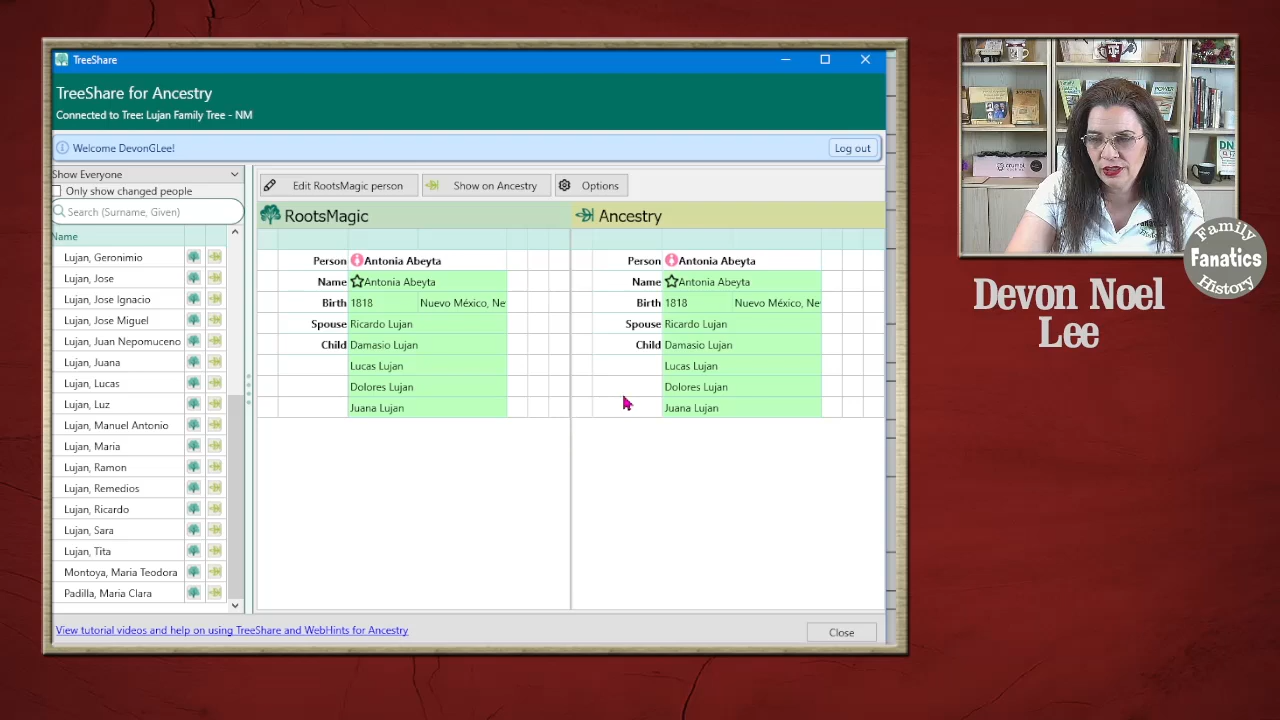 TreeShare
TreeShare for Ancestry
Connected to Tree: Lujan Family Tree - NM
Welcome DevonGLee!
Log out
Show Everyone
Only show changed people
Search (Surname, Given)
Name
Lujan, Geronimio
Lujan, Jose
Lujan, Jose Ignacio
Lujan, Jose Miguel
Lujan, Juan Nepomuceno
Lujan, Juana
Lujan, Lucas
Lujan, Luz
Lujan, Manuel Antonio
Lujan, Maria
Lujan, Ramon
Lujan, Remedios
Lujan, Ricardo
Lujan, Sara
Lujan, Tita
Montoya, Maria Teodora
Padilla, Maria Clara
Edit RootsMagic person
Show on Ancestry
Options
RootsMagic
Person Antonia Abeyta
Name Antonia Abeyta
Birth 1818 Nuevo México, Ne
Spouse Ricardo Lujan
Child Damasio Lujan
Lucas Lujan
Dolores Lujan
Juana Lujan
Ancestry
Person Antonia Abeyta
Name Antonia Abeyta
Birth 1818 Nuevo México, Ne
Spouse Ricardo Lujan
Child Damasio Lujan
Lucas Lujan
Dolores Lujan
Juana Lujan
View tutorial videos and help on using TreeShare and WebHints for Ancestry
Close
POWER
DN
Family
Fanatics
History
Devon Noel
Lee